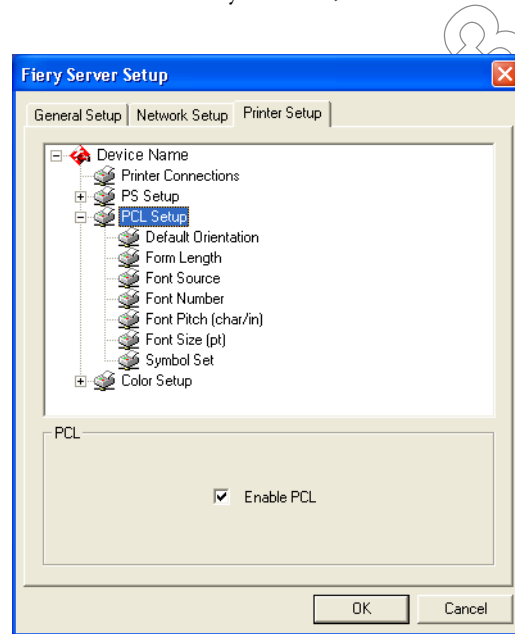 Fiery Server Setup
General Setup Network Setup Printer Setup
Device Name
Printer Connections
PS Setup
PCL Setup
Default Orientation
Form Length
Font Source
Font Number
Font Pitch (char/in)
Font Size (pt)
Symbol Set
Color Setup
PCL
Enable PCL
OK Cancel